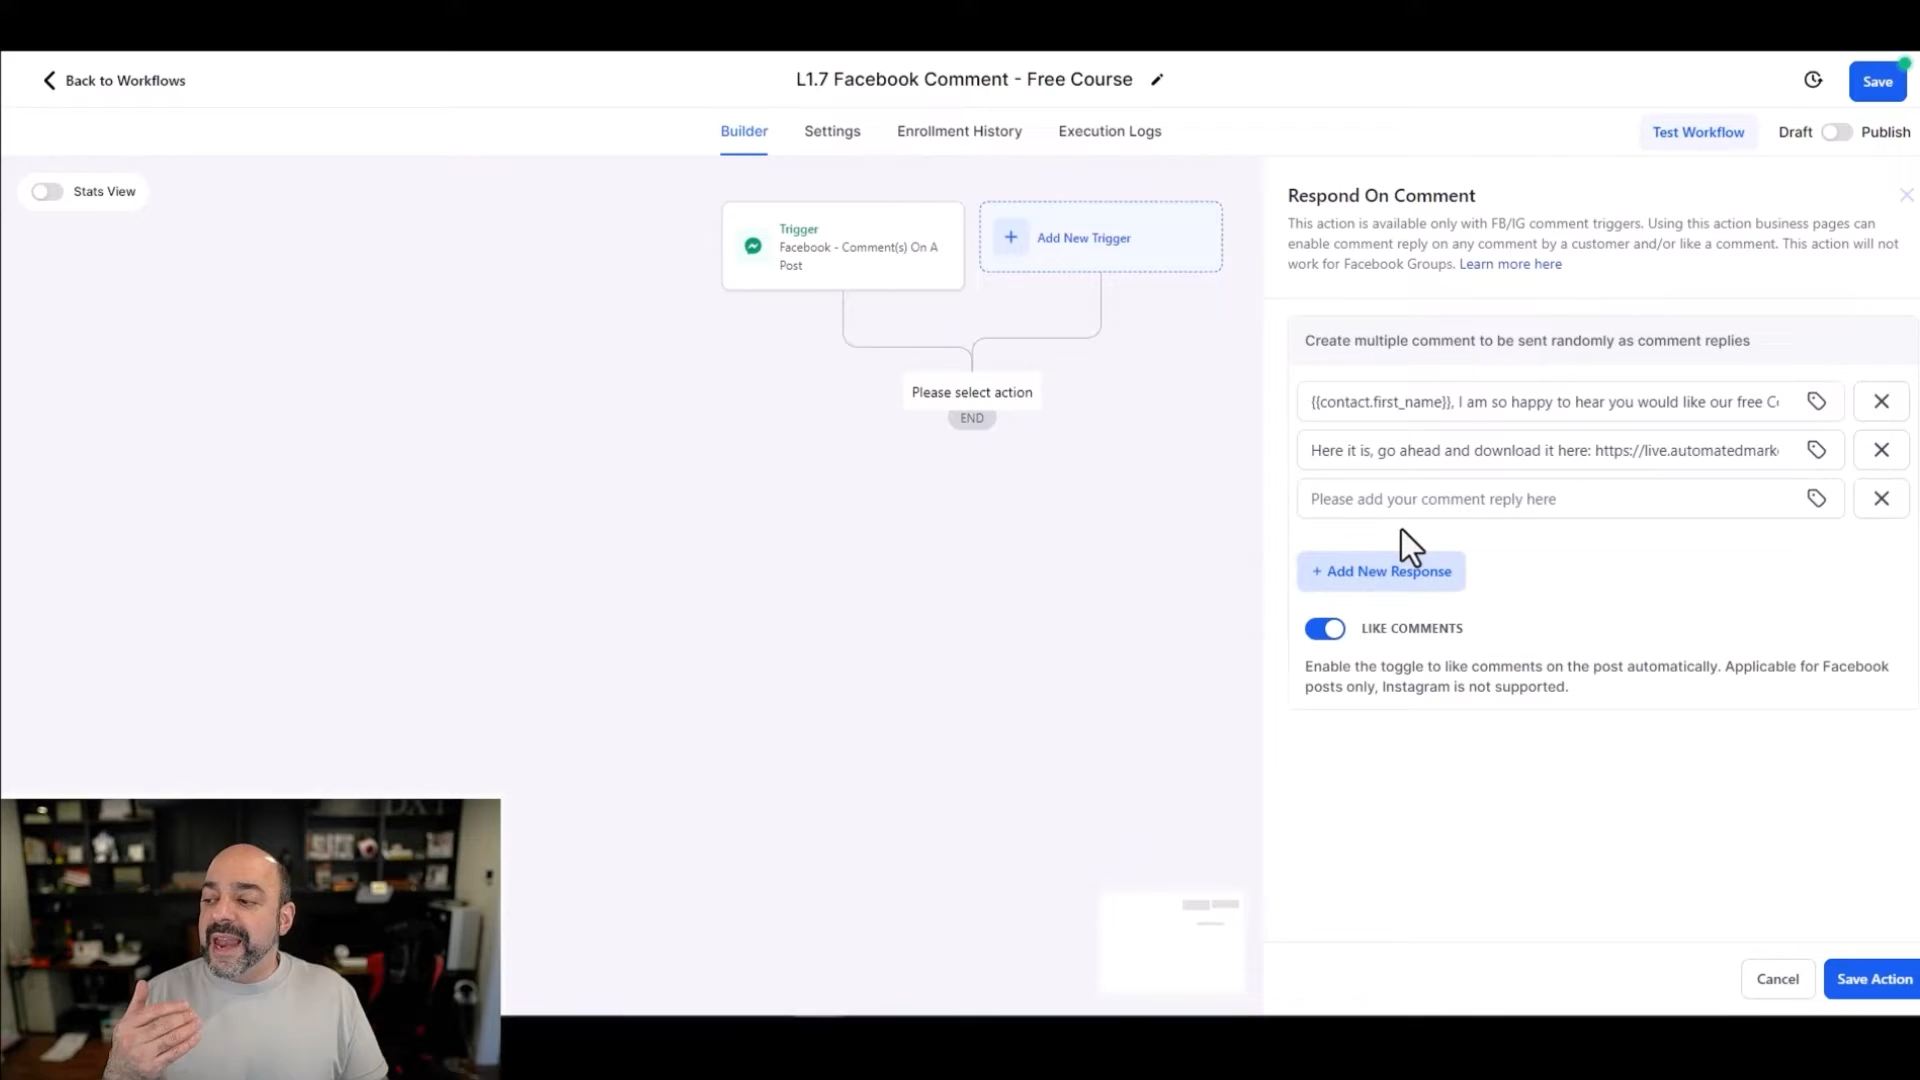 Back to Workflows
L1.7 Facebook Comment - Free Course
Save
Builder
Settings
Enrollment History
Execution Logs
Test Workflow
Draft
Publish
Stats View
Trigger
Facebook - Comment(s) On A
Post
Add New Trigger
Please select action
END
Respond On Comment
This action is available only with FB/IG comment triggers. Using this action business pages can
enable comment reply on any comment by a customer and/or like a comment. This action will not
work for Facebook Groups. Learn more here
Create multiple comment to be sent randomly as comment replies
{{contact.first_name}}, I am so happy to hear you would like our free C
Here it is, go ahead and download it here: https://live.automatedmark
Please add your comment reply here
+ Add New Response
LIKE COMMENTS
Enable the toggle to like comments on the post automatically. Applicable for Facebook
posts only, Instagram is not supported.
Cancel
Save Action